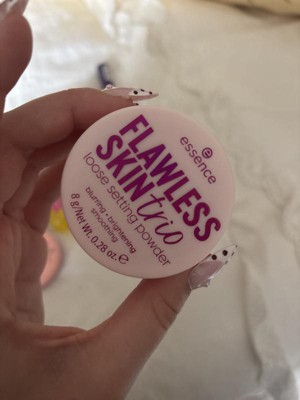 essence
FLAWLESS
SKIN trio
loose setting powder
blurring • brightening
smoothing
8 g/Net Wt. 0.28 oz. ℮